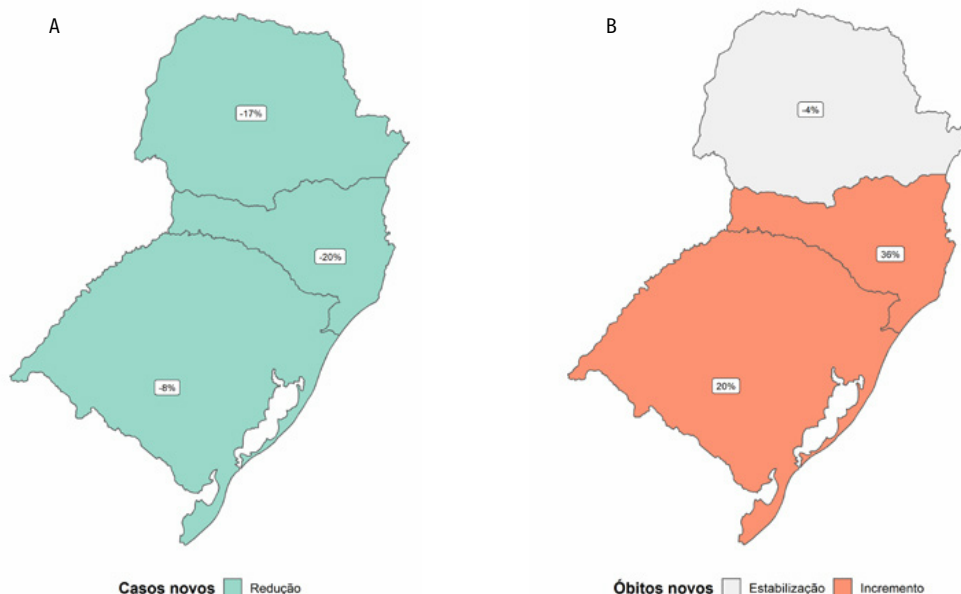 A
B
-17%
-4%
-20%
36%
-8%
20%
Casos novos Redução
Óbitos novos Estabilização Incremento